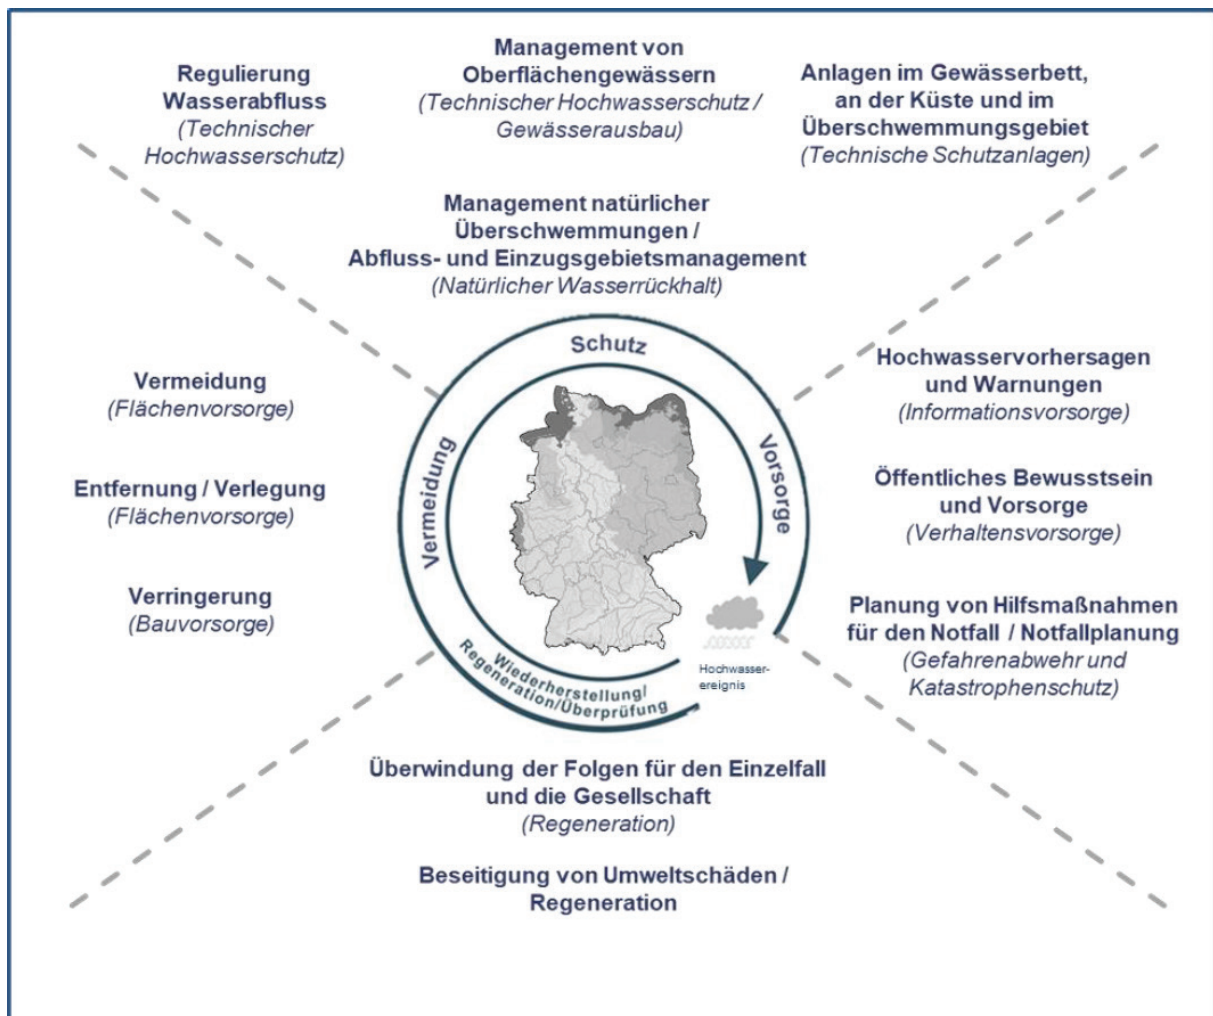 Regulierung
Wasserabfluss
(Technischer
Hochwasserschutz)
Management von
Oberflächengewässern
(Technischer Hochwasserschutz /
Gewässerausbau)
Anlagen im Gewässerbett,
an der Küste und im
Überschwemmungsgebiet
(Technische Schutzanlagen)
Management natürlicher
Überschwemmungen /
Abfluss- und Einzugsgebietsmanagement
(Natürlicher Wasserrückhalt)
Vermeidung
(Flächenvorsorge)
Entfernung / Verlegung
(Flächenvorsorge)
Verringerung
(Bauvorsorge)
Schutz
Vermeidung
Vorsorge
Wiederherstellung/
Regeneration/Überprüfung
Hochwasser-
ereignis
Hochwasservorhersagen
und Warnungen
(Informationsvorsorge)
Öffentliches Bewusstsein
und Vorsorge
(Verhaltensvorsorge)
Planung von Hilfsmaßnahmen
für den Notfall / Notfallplanung
(Gefahrenabwehr und
Katastrophenschutz)
Überwindung der Folgen für den Einzelfall
und die Gesellschaft
(Regeneration)
Beseitigung von Umweltschäden /
Regeneration